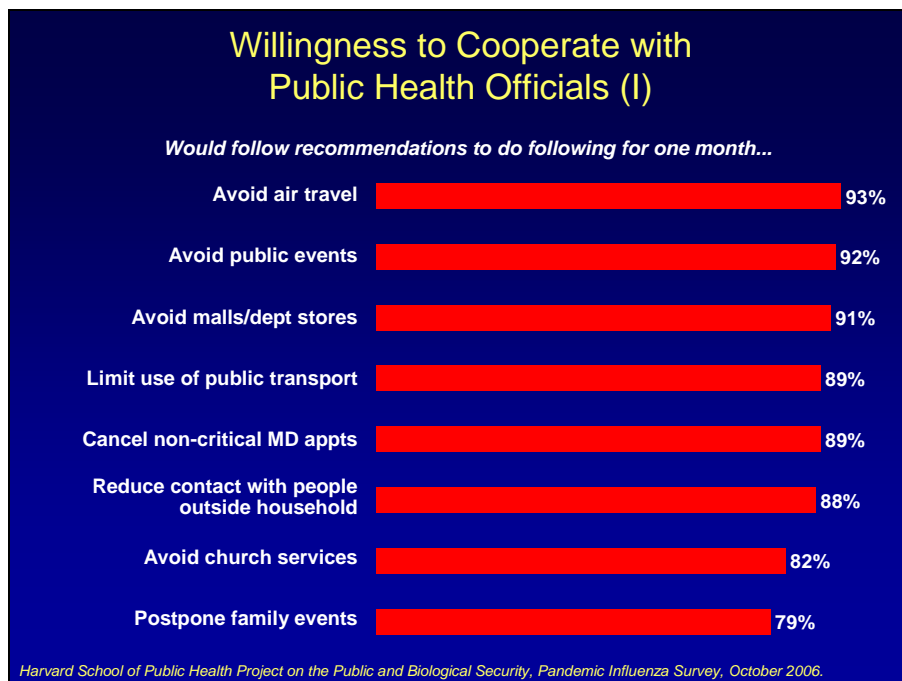 Willingness to Cooperate with
Public Health Officials (I)
Would follow recommendations to do following for one month...
Avoid air travel 93%
Avoid public events 92%
Avoid malls/dept stores 91%
Limit use of public transport 89%
Cancel non-critical MD appts 89%
Reduce contact with people
outside household 88%
Avoid church services 82%
Postpone family events 79%
Harvard School of Public Health Project on the Public and Biological Security, Pandemic Influenza Survey, October 2006.